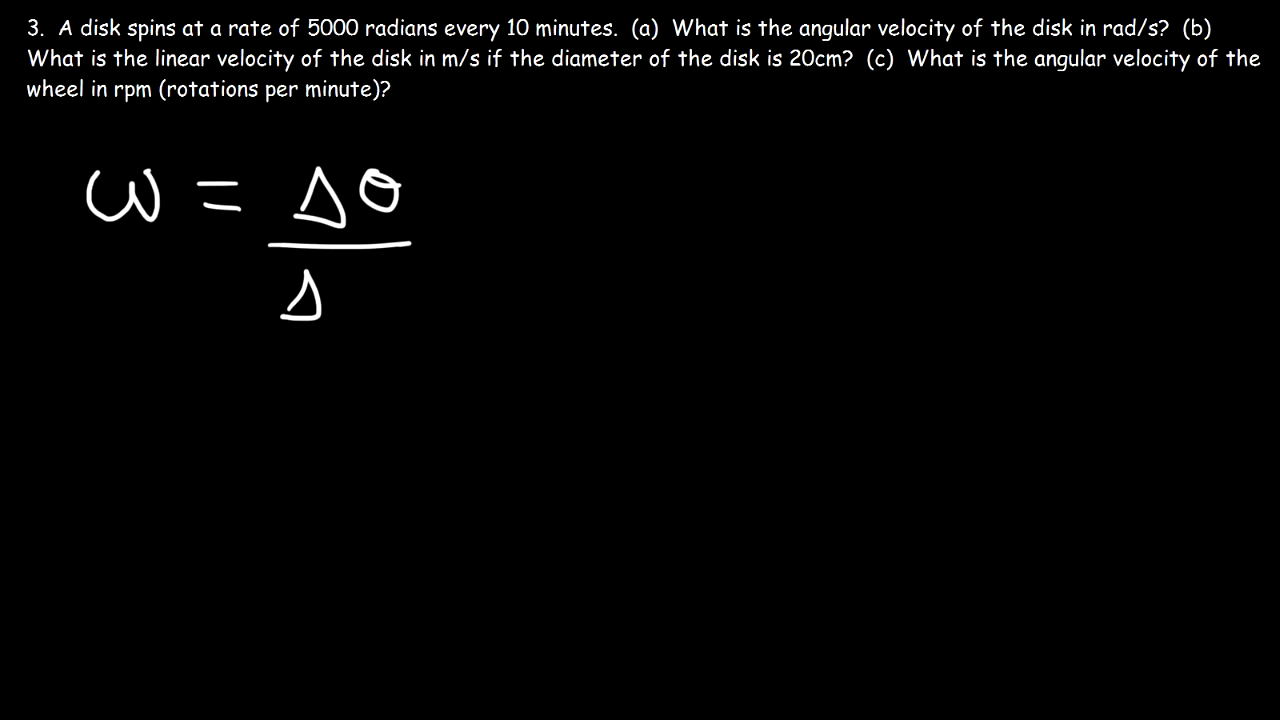 3. A disk spins at a rate of 5000 radians every 10 minutes. (a) What is the angular velocity of the disk in rad/s? (b)
What is the linear velocity of the disk in m/s if the diameter of the disk is 20cm? (c) What is the angular velocity of the
wheel in rpm (rotations per minute)?
ω = Δθ
Δ